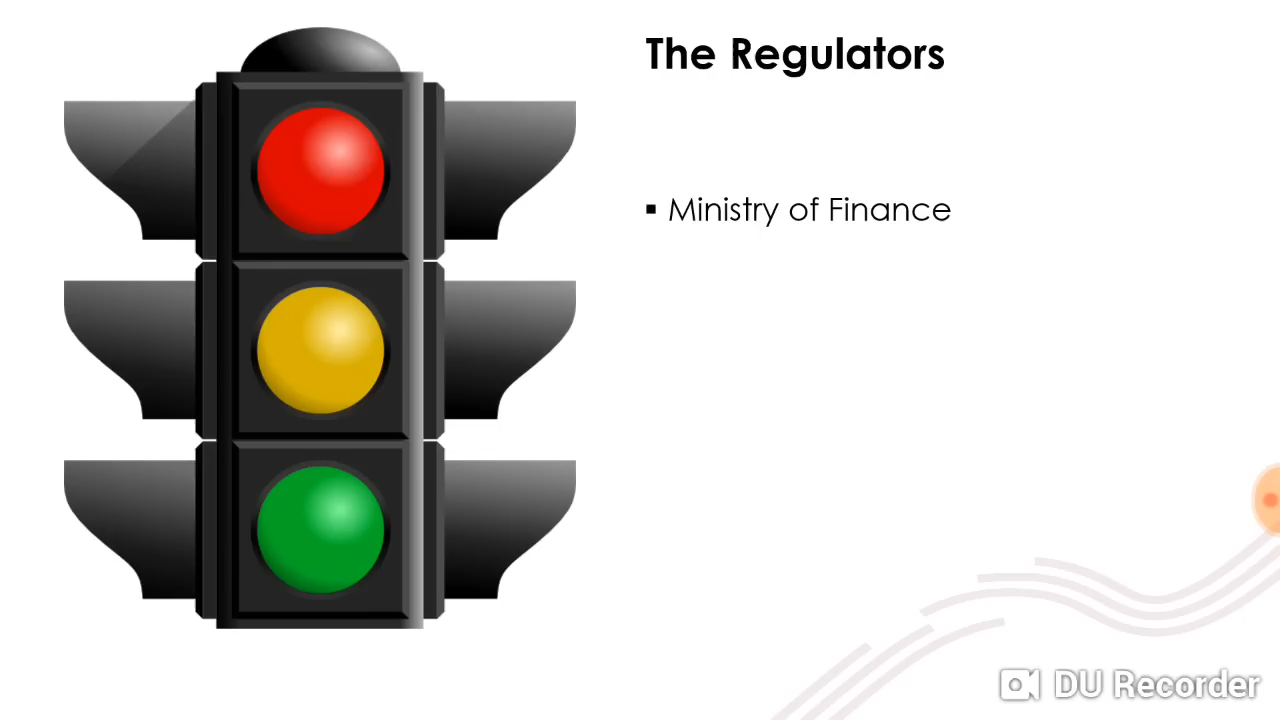 The Regulators
▪ Ministry of Finance
DU Recorder